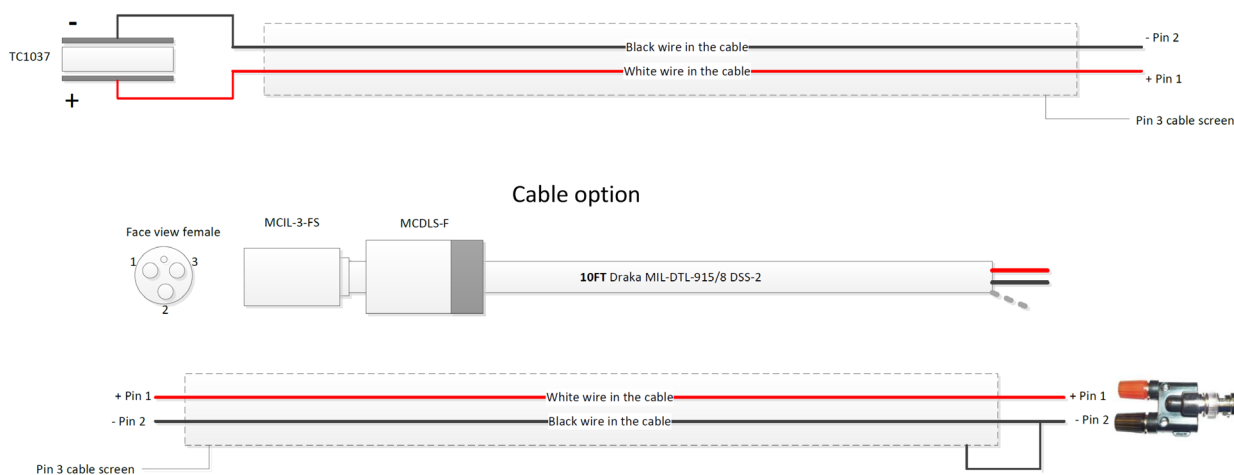 -
TC1037
+
Black wire in the cable
White wire in the cable
- Pin 2
+ Pin 1
Pin 3 cable screen
Cable option
Face view female
1
3
2
MCIL-3-FS
MCDLS-F
10FT Draka MIL-DTL-915/8 DSS-2
+ Pin 1
White wire in the cable
+ Pin 1
- Pin 2
Black wire in the cable
- Pin 2
Pin 3 cable screen